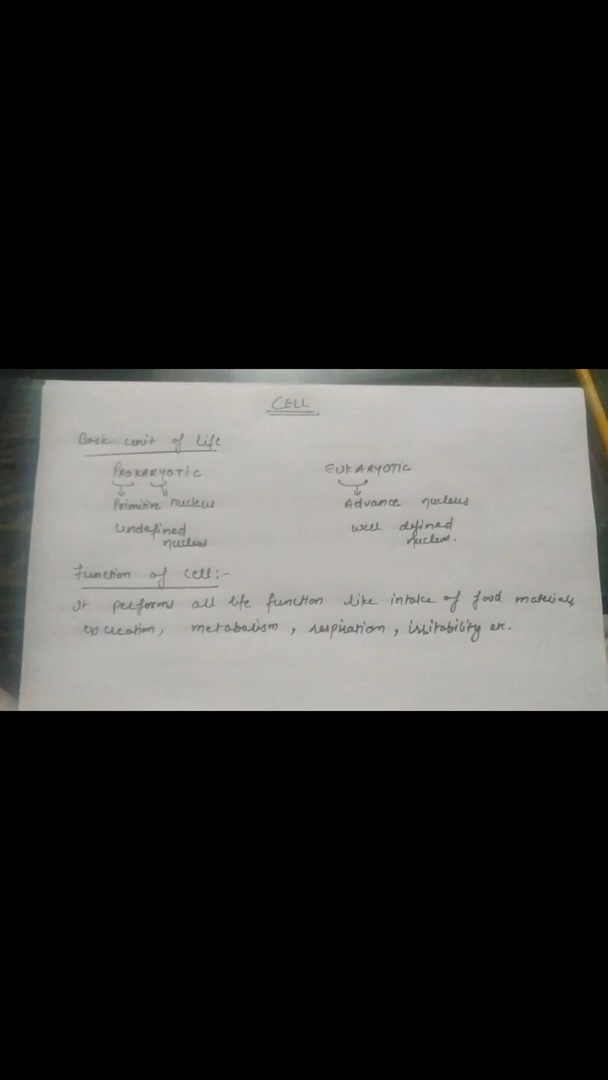 CELL
Basic unit of life
PROKARYOTIC EUKARYOTIC
Primitive nucleus Advance nucleus
undefined nucleus well defined nucleus.
Function of cell:-
It performs all life function like intake of food materials,
excreation, metabolism, respiration, irritability etc.